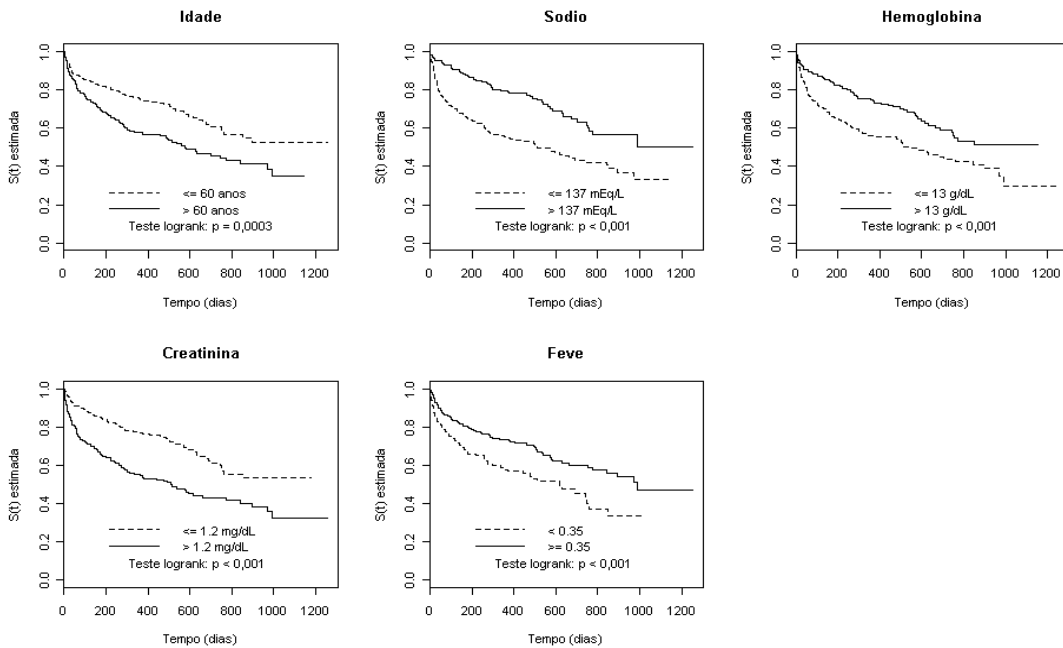 Idade
S(t) estimada
1.0
0.8
0.6
0.4
0.2
0.0
<= 60 anos
> 60 anos
Teste logrank: p = 0,0003
0 200 400 600 800 1000 1200
Tempo (dias)
Sodio
S(t) estimada
1.0
0.8
0.6
0.4
0.2
0.0
<= 137 mEq/L
> 137 mEq/L
Teste logrank: p < 0,001
0 200 400 600 800 1000 1200
Tempo (dias)
Hemoglobina
S(t) estimada
1.0
0.8
0.6
0.4
0.2
0.0
<= 13 g/dL
> 13 g/dL
Teste logrank: p < 0,001
0 200 400 600 800 1000 1200
Tempo (dias)
Creatinina
S(t) estimada
1.0
0.8
0.6
0.4
0.2
0.0
<= 1.2 mg/dL
> 1.2 mg/dL
Teste logrank: p < 0,001
0 200 400 600 800 1000 1200
Tempo (dias)
Feve
S(t) estimada
1.0
0.8
0.6
0.4
0.2
0.0
< 0.35
>= 0.35
Teste logrank: p < 0,001
0 200 400 600 800 1000 1200
Tempo (dias)